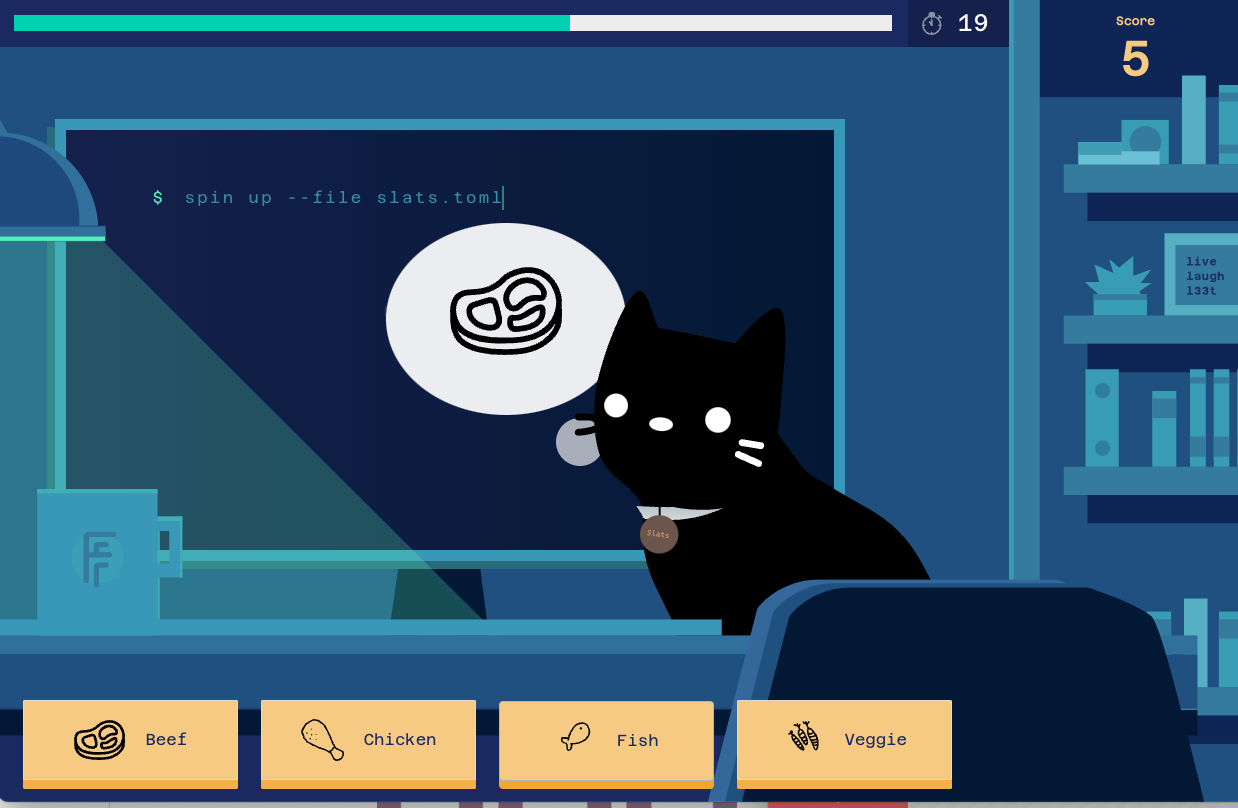 19
Score
5
$ spin up --file slats.toml
live
laugh
l33t
Slats
Beef
Chicken
Fish
Veggie